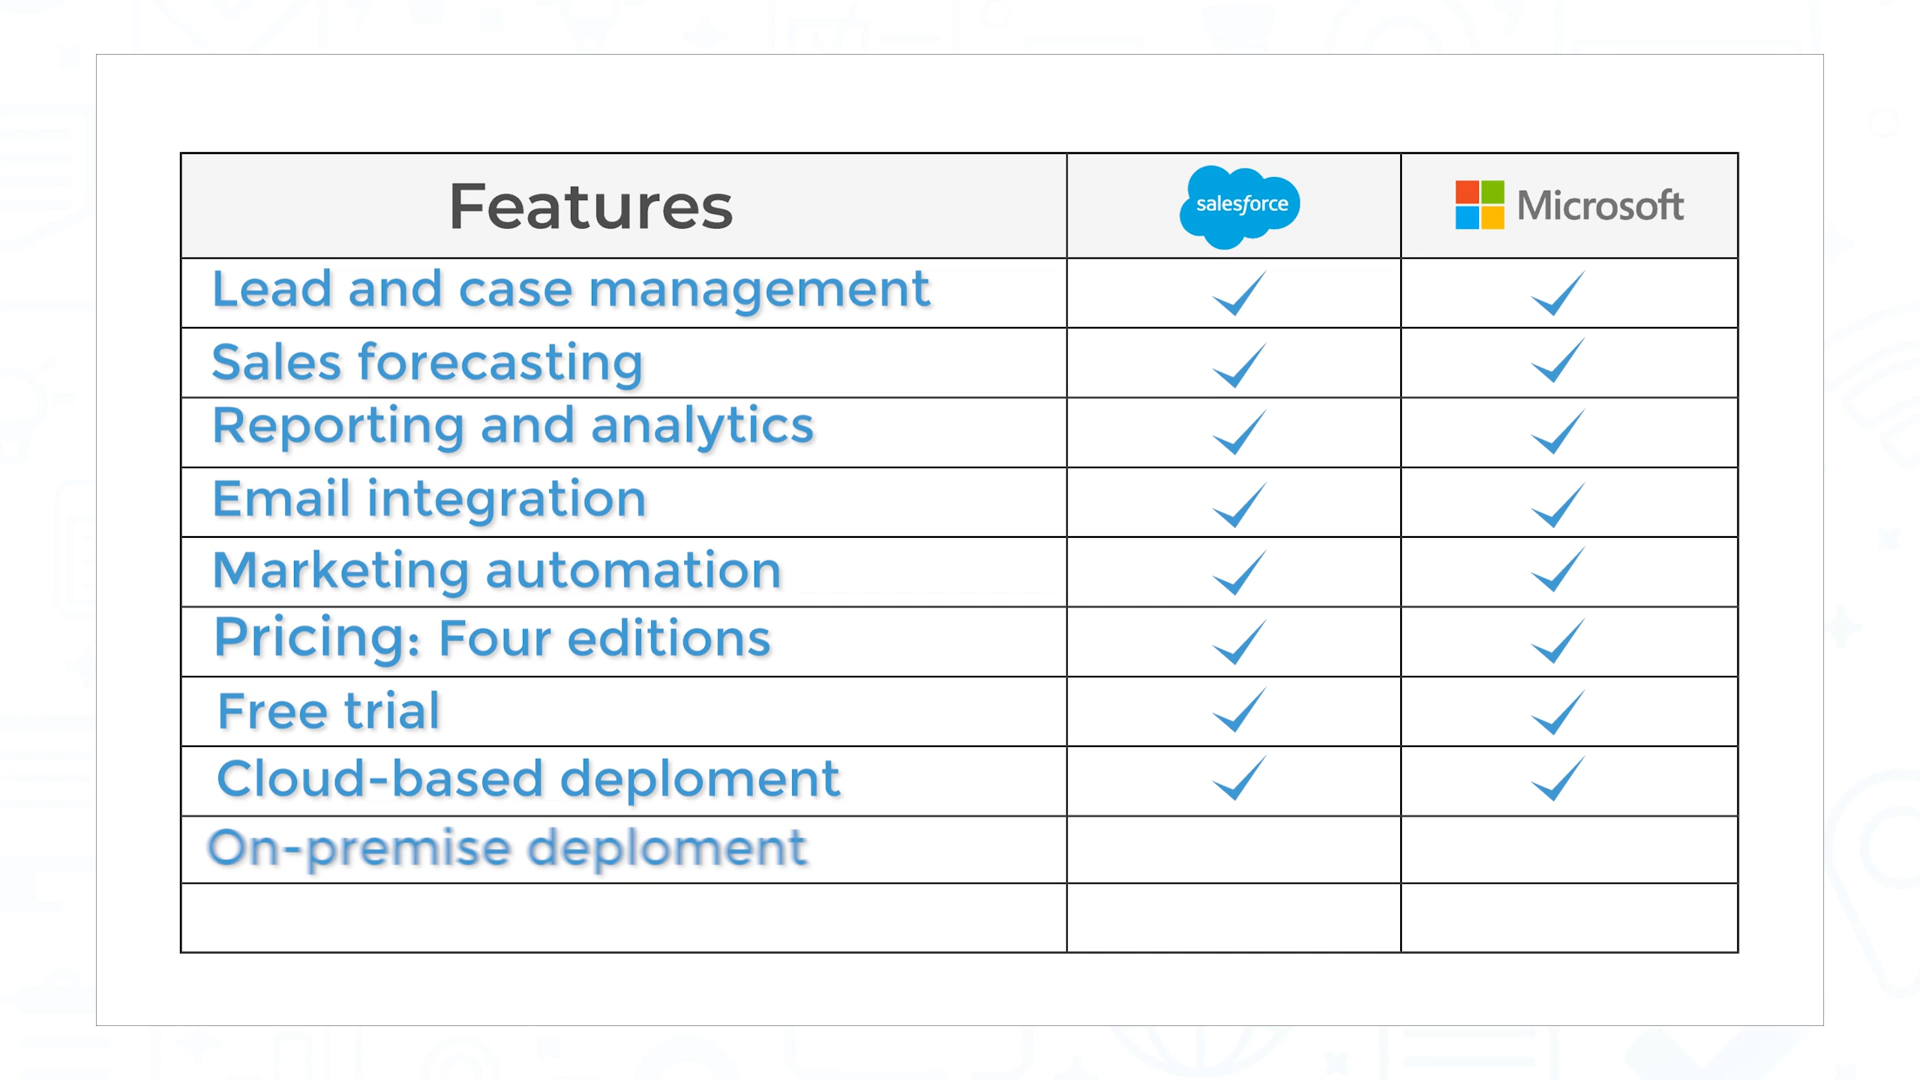 Features salesforce Microsoft
Lead and case management
Sales forecasting
Reporting and analytics
Email integration
Marketing automation
Pricing: Four editions
Free trial
Cloud-based deploment
On-premise deploment